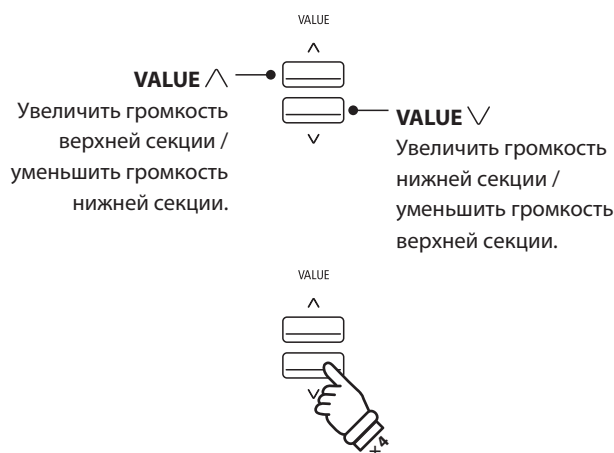 VALUE
VALUE ∧
Увеличить громкость
верхней секции /
уменьшить громкость
нижней секции.
VALUE ∨
Увеличить громкость
нижней секции /
уменьшить громкость
верхней секции.
VALUE
×4